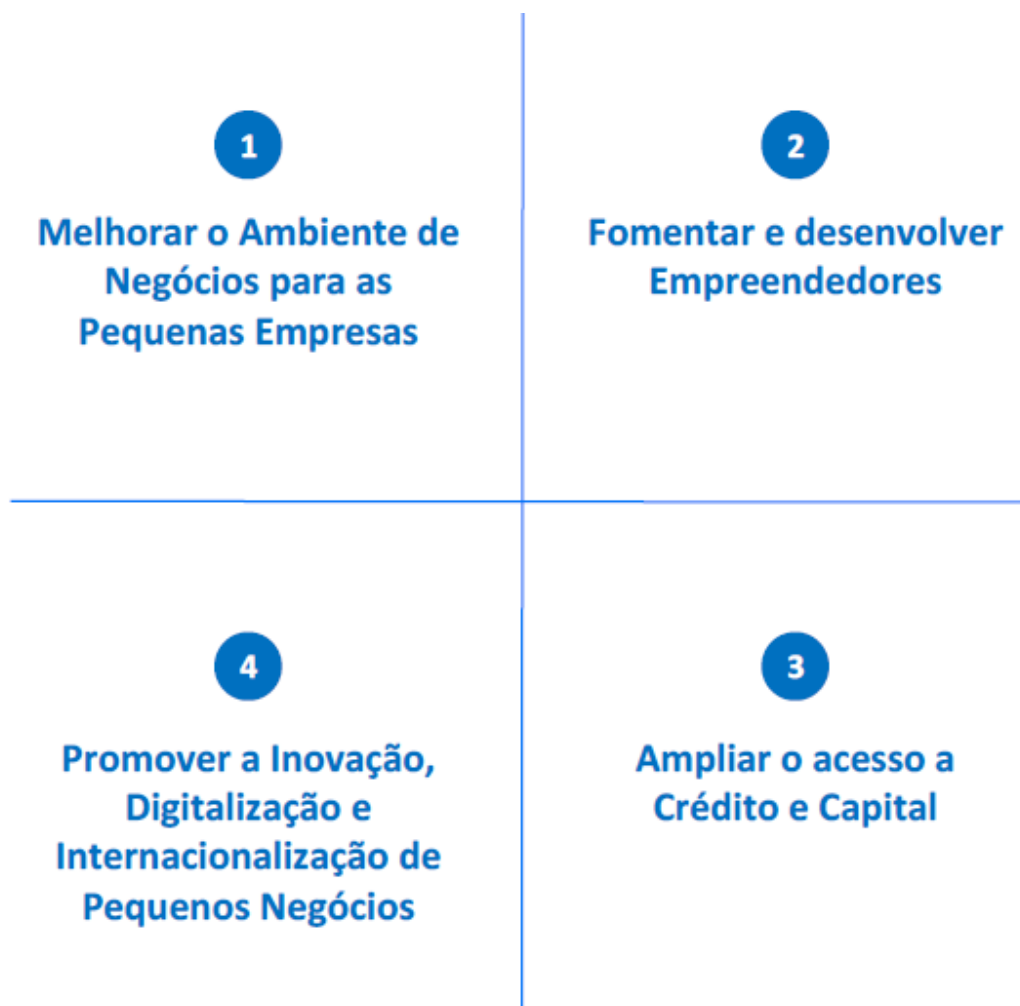 1
Melhorar o Ambiente de
Negócios para as
Pequenas Empresas
2
Fomentar e desenvolver
Empreendedores
4
Promover a Inovação,
Digitalização e
Internacionalização de
Pequenos Negócios
3
Ampliar o acesso a
Crédito e Capital